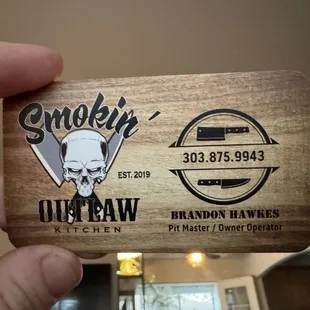 Smokin'
OUTLAW
KITCHEN
EST. 2019
303.875.9943
BRANDON HAWKES
Pit Master / Owner Operator